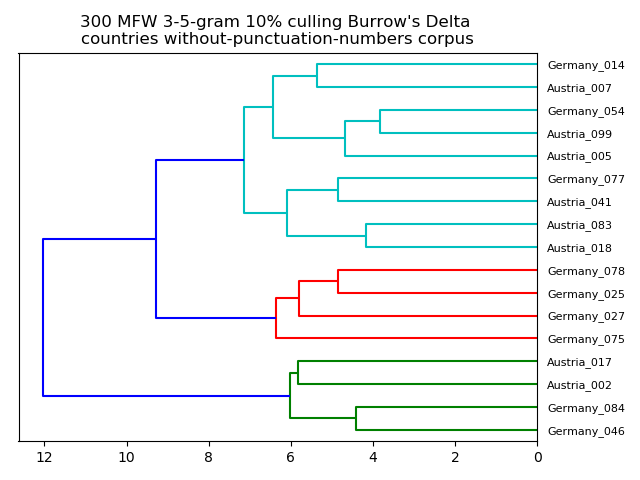 300 MFW 3-5-gram 10% culling Burrow's Delta
countries without-punctuation-numbers corpus
Germany_014
Austria_007
Germany_054
Austria_099
Austria_005
Germany_077
Austria_041
Austria_083
Austria_018
Germany_078
Germany_025
Germany_027
Germany_075
Austria_017
Austria_002
Germany_084
Germany_046
12 10 8 6 4 2 0